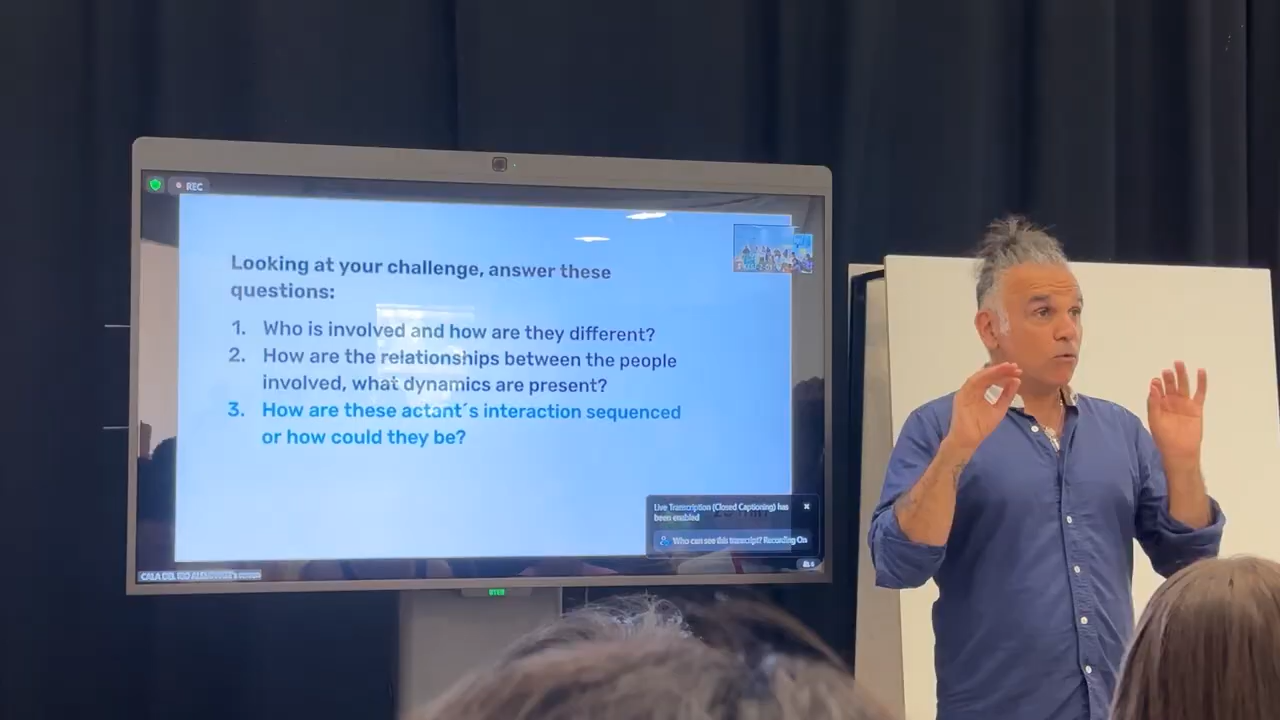 REC
Looking at your challenge, answer these
questions:
1. Who is involved and how are they different?
2. How are the relationships between the people
involved, what dynamics are present?
3. How are these actant´s interaction sequenced
or how could they be?
Live Transcription (Closed Captioning) has
been enabled
Who can see this transcript? Recording On